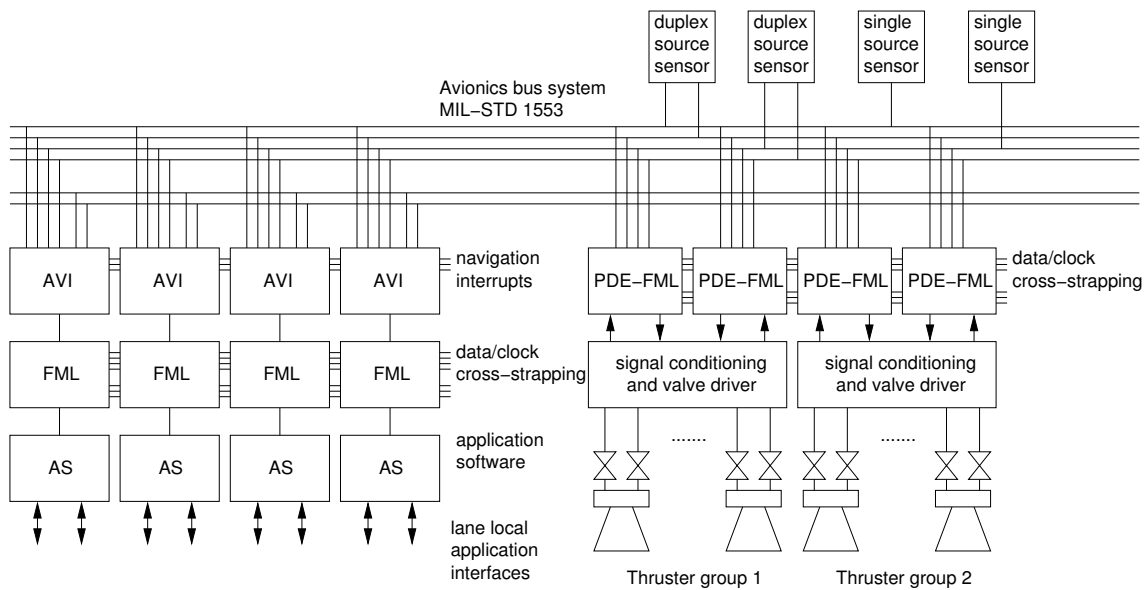 duplex
source
sensor
duplex
source
sensor
single
source
sensor
single
source
sensor
Avionics bus system
MIL−STD 1553
AVI
AVI
AVI
AVI
navigation
interrupts
PDE−FML
PDE−FML
PDE−FML
PDE−FML
data/clock
cross−strapping
FML
FML
FML
FML
data/clock
cross−strapping
signal conditioning
and valve driver
signal conditioning
and valve driver
AS
AS
AS
AS
application
software
.......
.......
lane local
application
interfaces
Thruster group 1
Thruster group 2